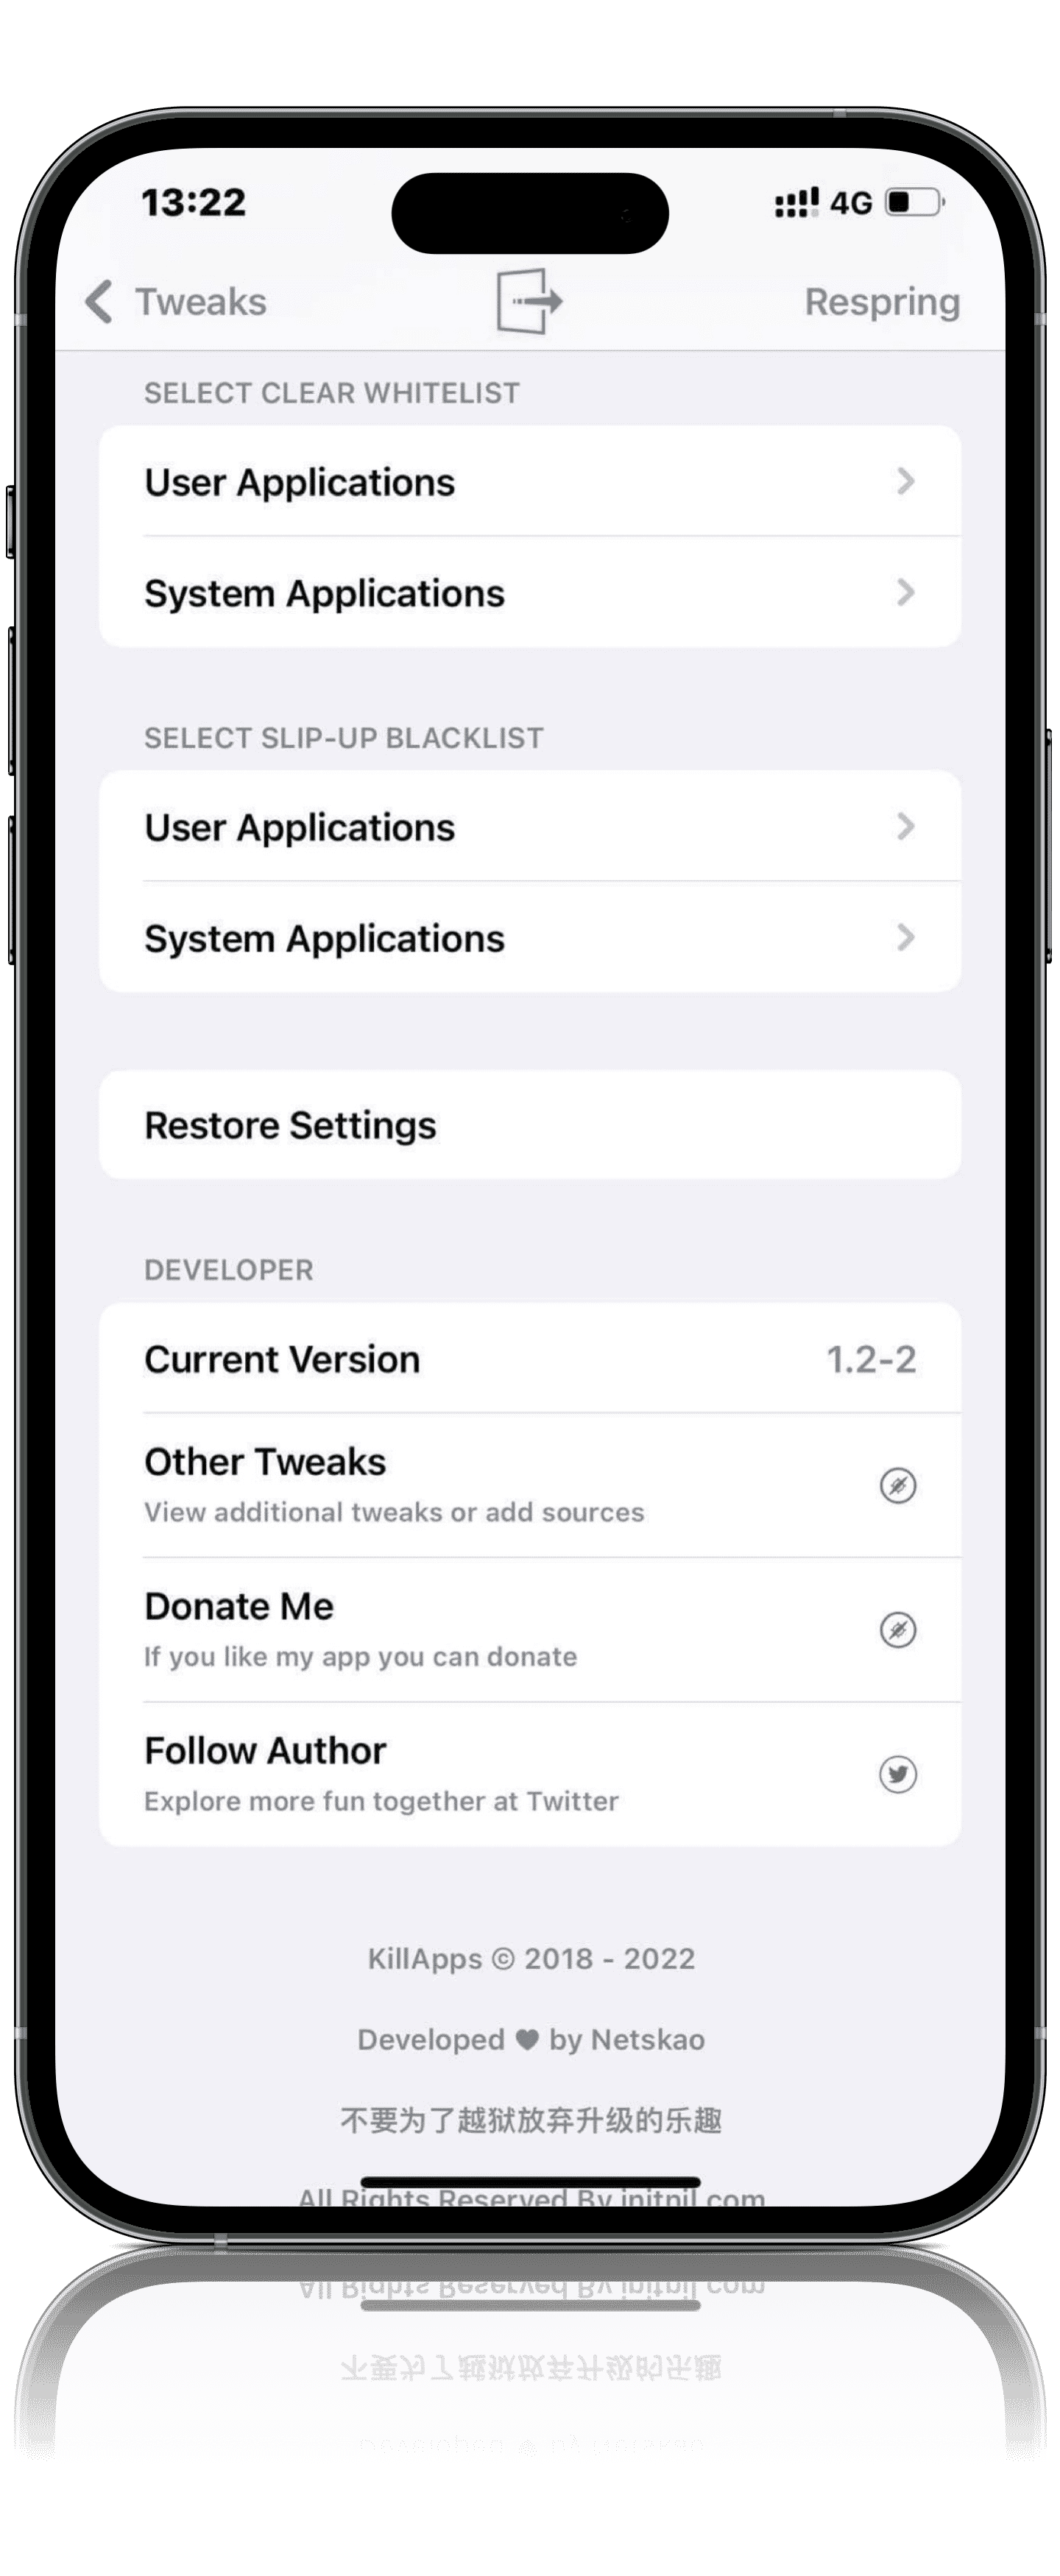 13:22
4G
Tweaks
Respring
SELECT CLEAR WHITELIST
User Applications
System Applications
SELECT SLIP-UP BLACKLIST
User Applications
System Applications
Restore Settings
DEVELOPER
Current Version
1.2-2
Other Tweaks
View additional tweaks or add sources
Donate Me
If you like my app you can donate
Follow Author
Explore more fun together at Twitter
KillApps © 2018 - 2022
Developed ♥ by Netskao
不要为了越狱放弃升级的乐趣
All Rights Reserved By initnil.com